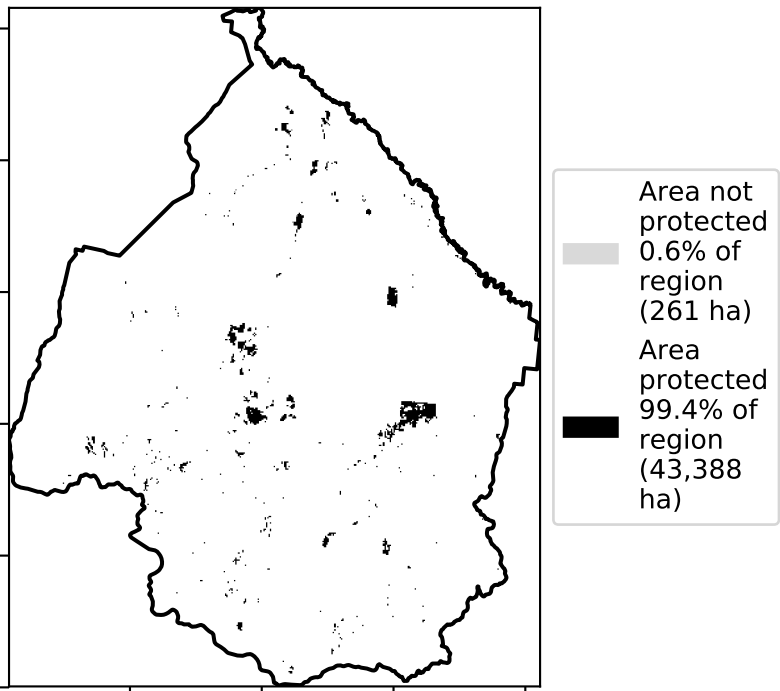 Area not
protected
0.6% of
region
(261 ha)
Area
protected
99.4% of
region
(43,388
ha)